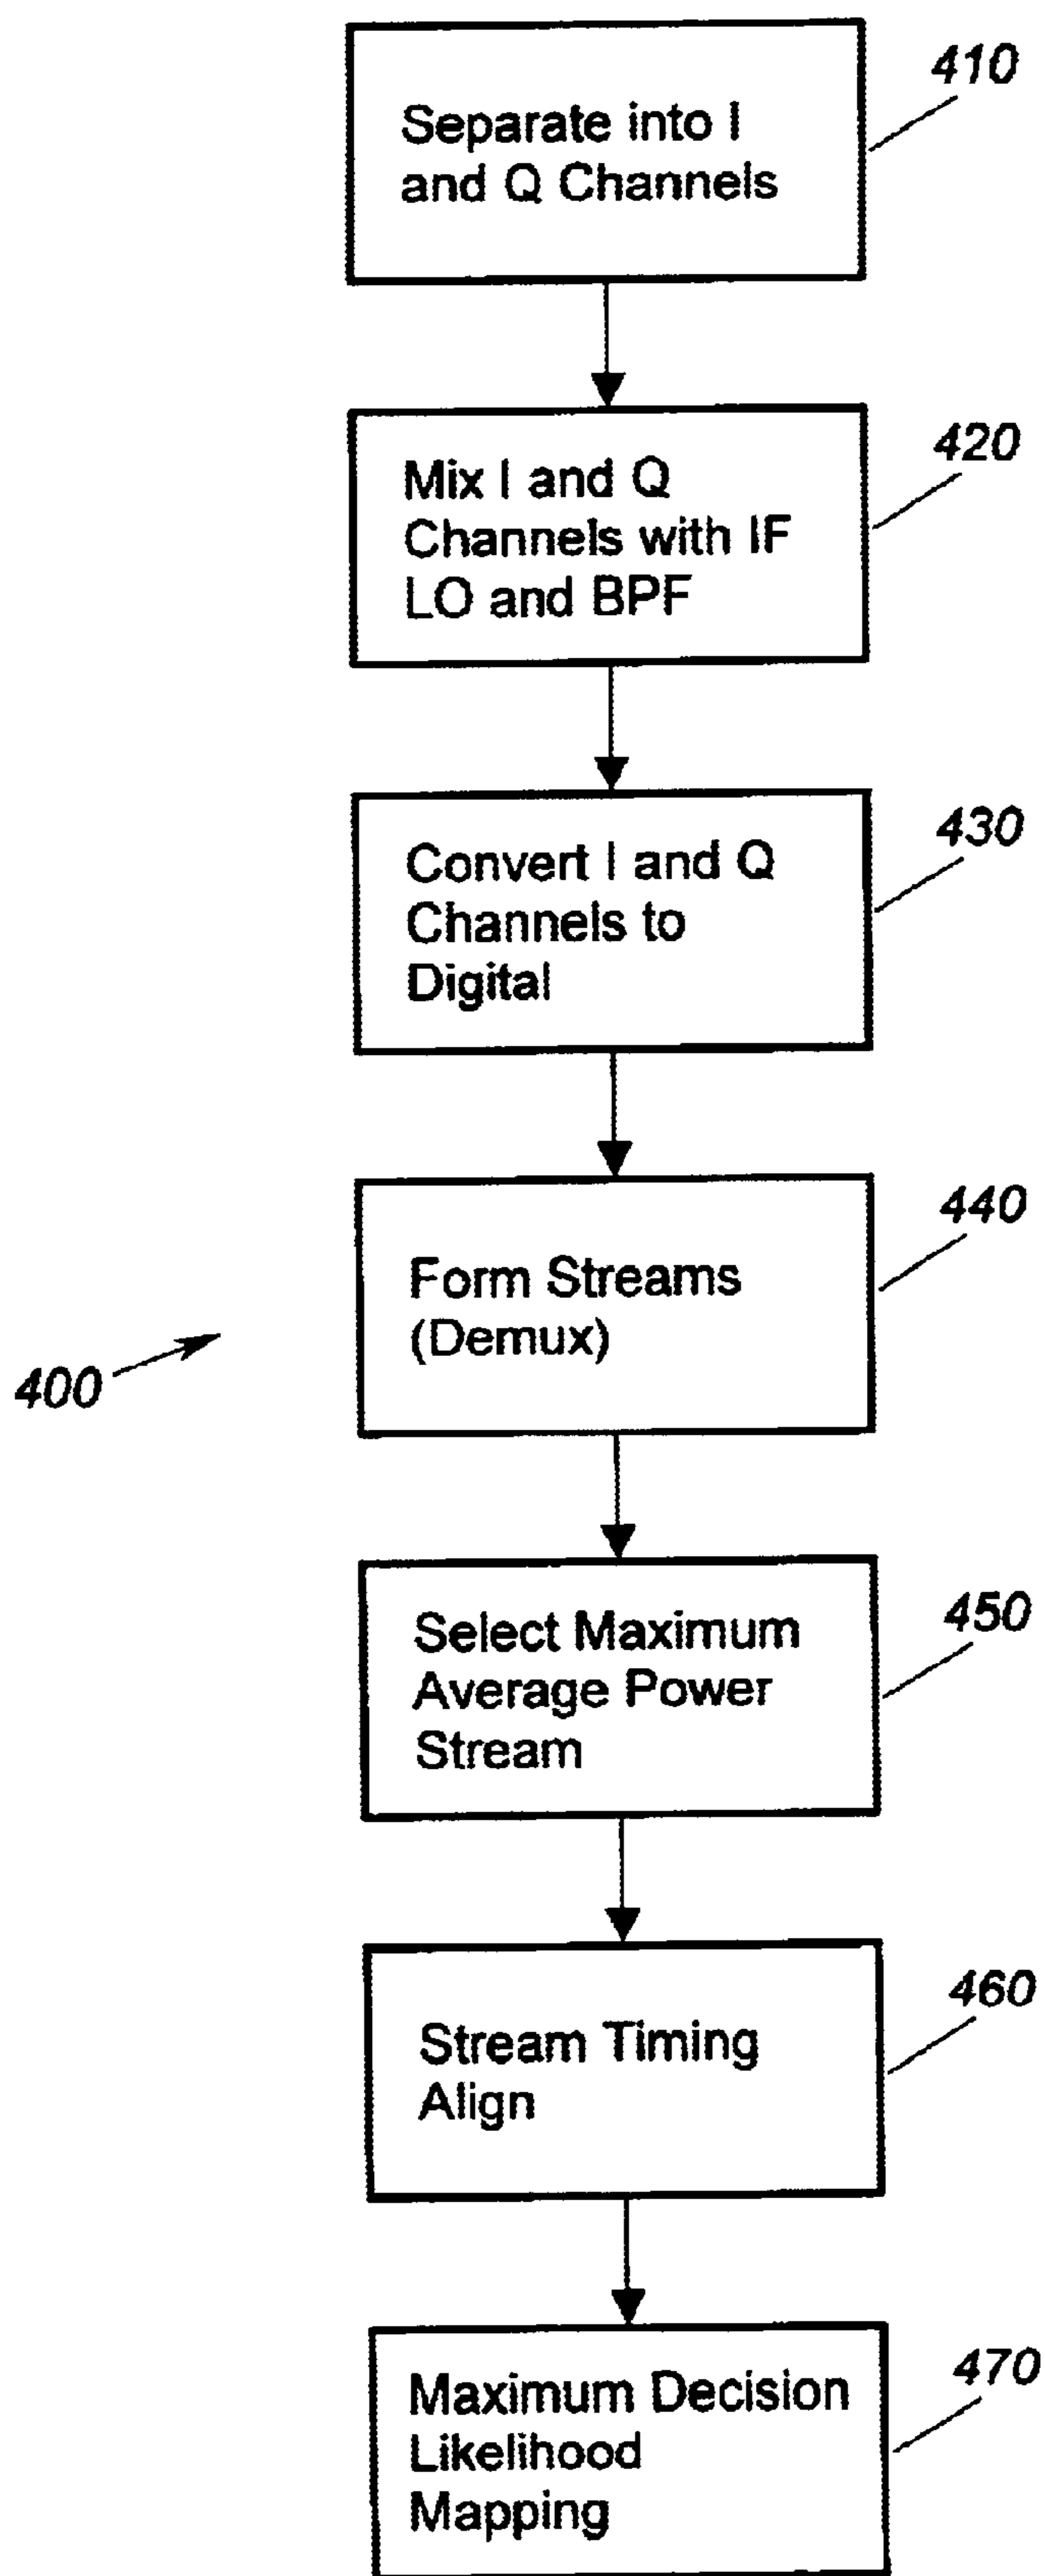 Separate into I
and Q Channels
410
Mix I and Q
Channels with IF
LO and BPF
420
Convert I and Q
Channels to
Digital
430
Form Streams
(Demux)
440
400
Select Maximum
Average Power
Stream
450
Stream Timing
Align
460
Maximum Decision
Likelihood
Mapping
470